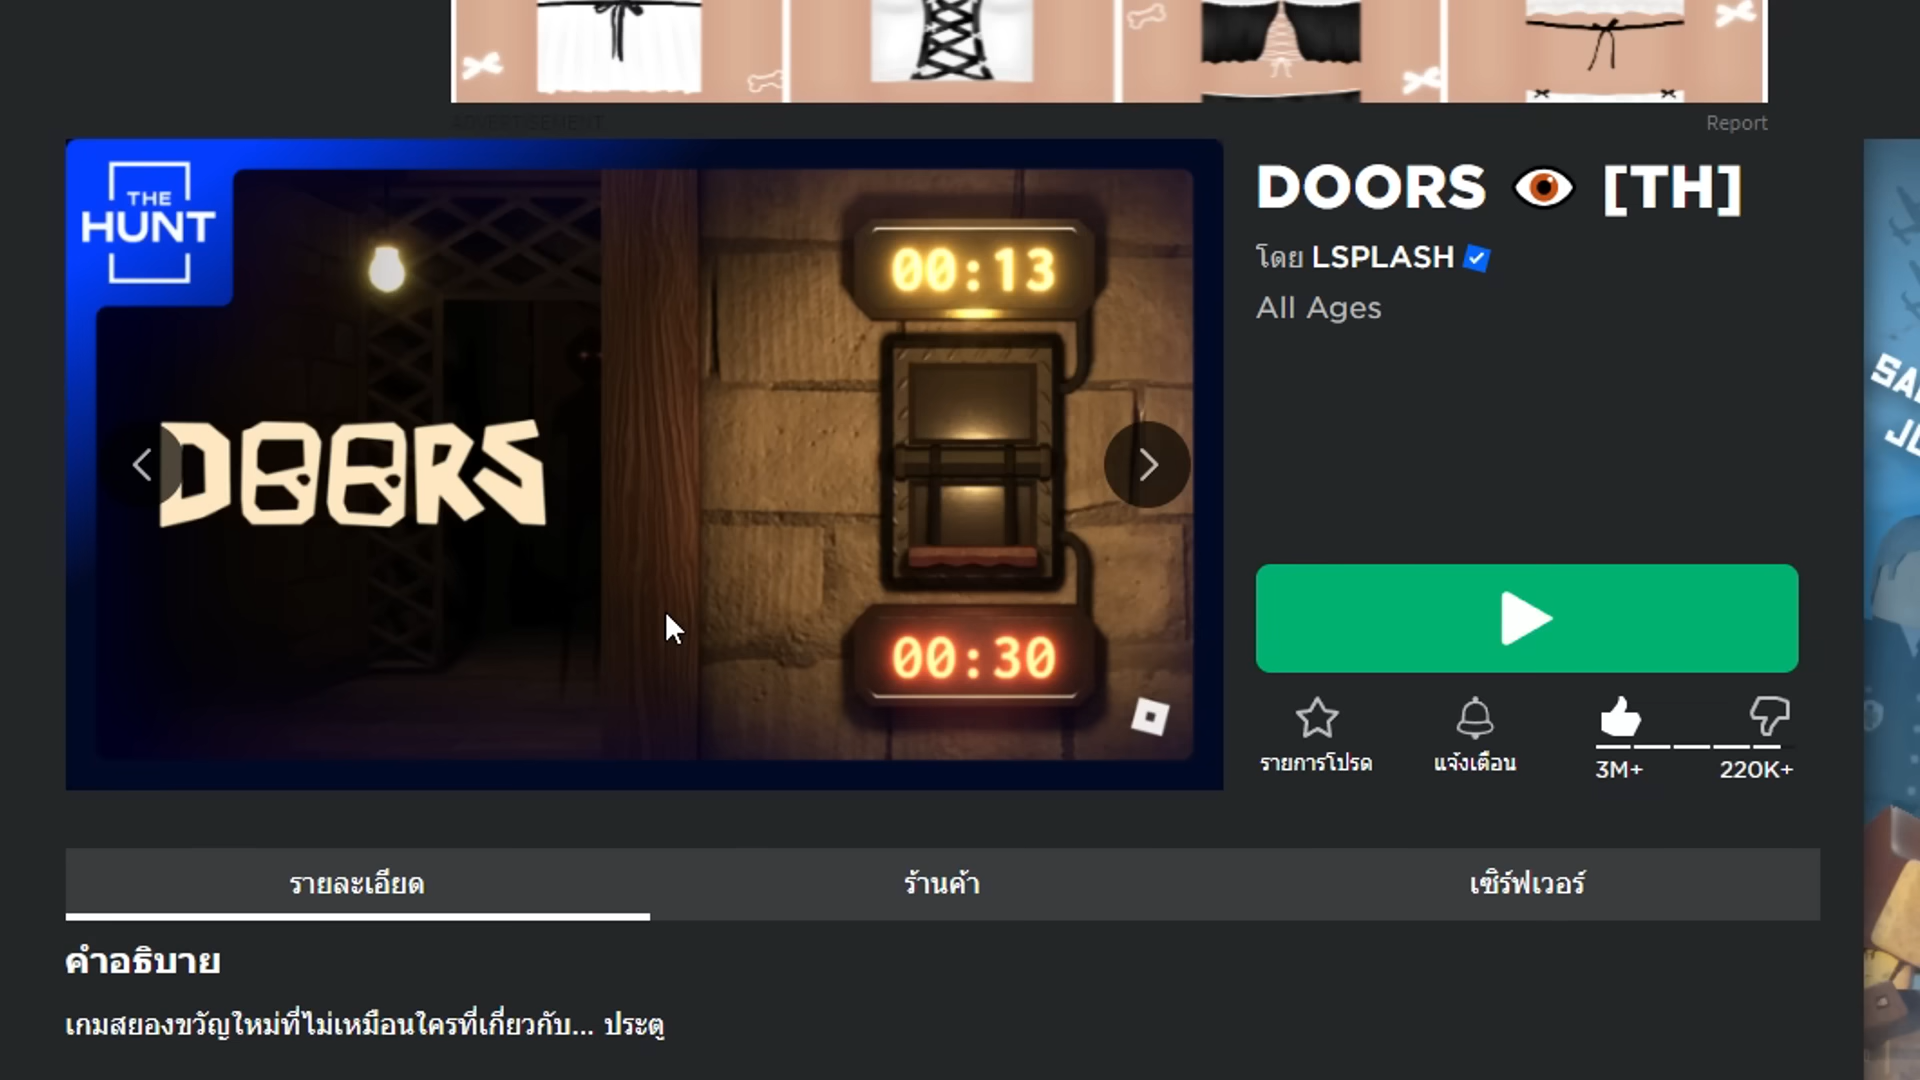 ADVERTISEMENT
Report
THE
HUNT
DOORS
00:13
00:30
DOORS 👁 [TH]
โดย LSPLASH
All Ages
รายการโปรด
แจ้งเตือน
3M+
220K+
รายละเอียด
ร้านค้า
เซิร์ฟเวอร์
คำอธิบาย
เกมสยองขวัญใหม่ที่ไม่เหมือนใครที่เกี่ยวกับ... ประตู